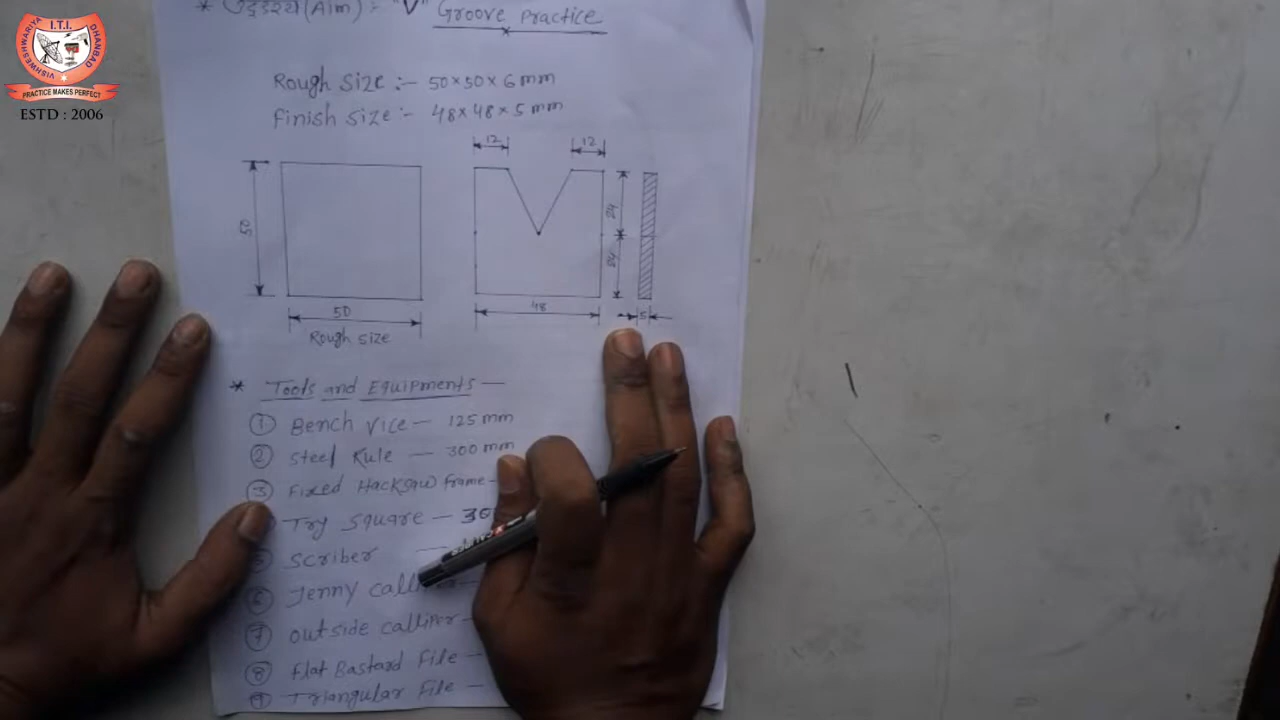 I.T.I.
VISHWESHWARIYA
DHANBAD
PRACTICE MAKES PERFECT
ESTD : 2006
* उद्देश्य (Aim) :- "V" Groove Practice
Rough Size :- 50×50×6 mm
Finish Size :- 48×48×5 mm
12
12
50
24
24
50
48
5
Rough size
* Tools and Equipments —
① Bench Vice — 125 mm
② Steel Rule — 300 mm
③ Fixed Hacksaw frame —
Try Square —
⑤ Scriber —
⑥ Jenny
⑦ outside calliper —
⑧ Flat Bastard File —
⑨ Triangular File —